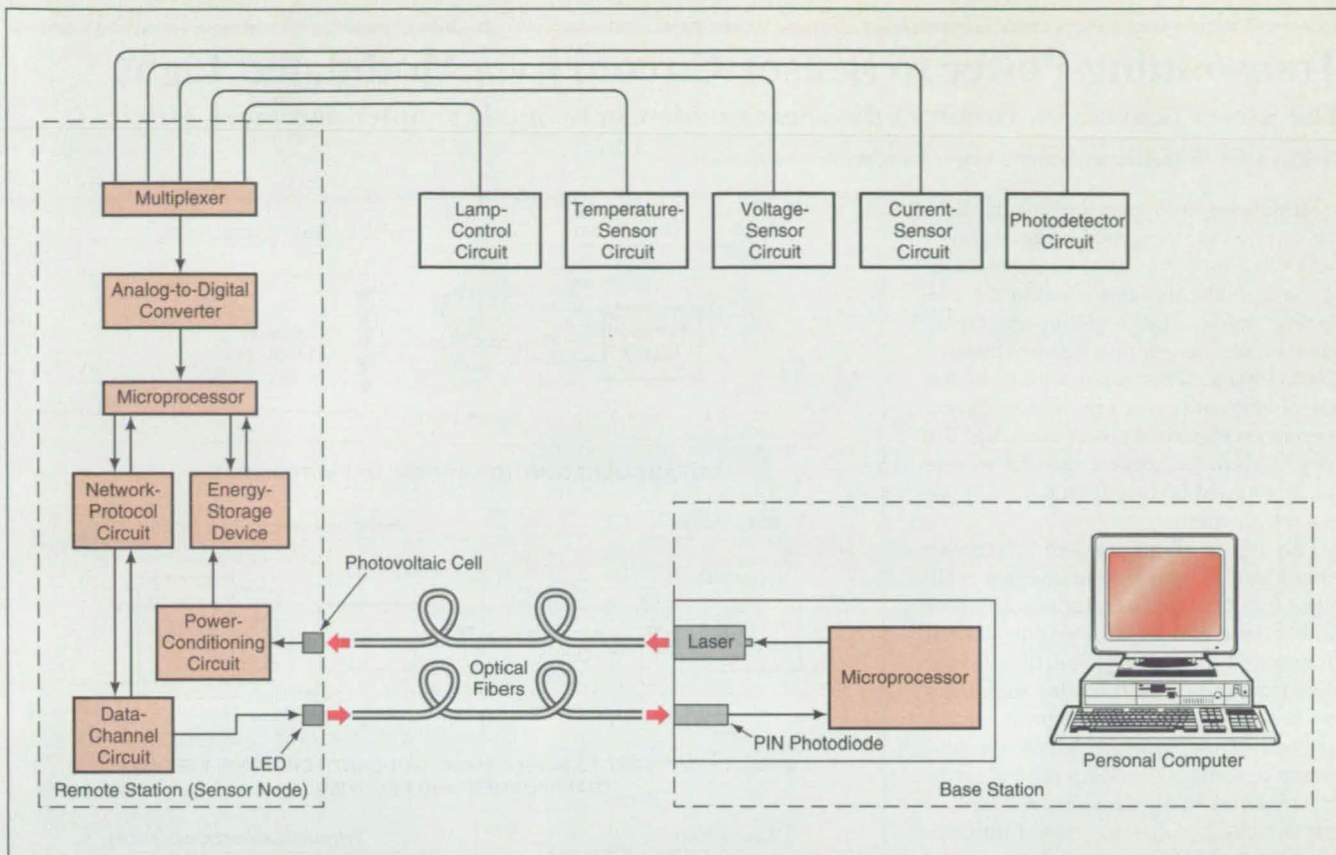 Multiplexer
Lamp-
Control
Circuit
Temperature-
Sensor
Circuit
Voltage-
Sensor
Circuit
Current-
Sensor
Circuit
Photodetector
Circuit
Analog-to-Digital
Converter
Microprocessor
Network-
Protocol
Circuit
Energy-
Storage
Device
Photovoltaic Cell
Power-
Conditioning
Circuit
Optical
Fibers
Laser
Microprocessor
Data-
Channel
Circuit
LED
PIN Photodiode
Personal Computer
Remote Station (Sensor Node)
Base Station